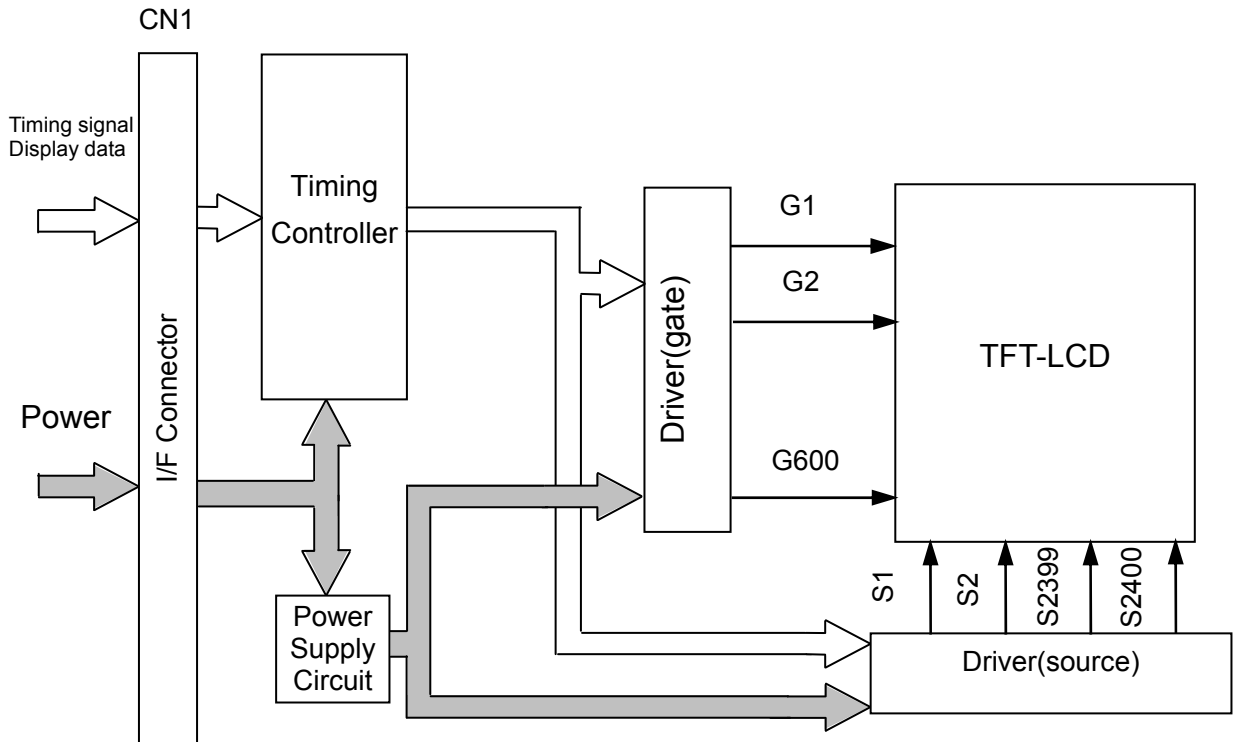 CN1
Timing signal
Display data
Power
I/F Connector
Timing
Controller
Power
Supply
Circuit
Driver(gate)
G1
G2
G600
TFT-LCD
S1
S2
S2399
S2400
Driver(source)